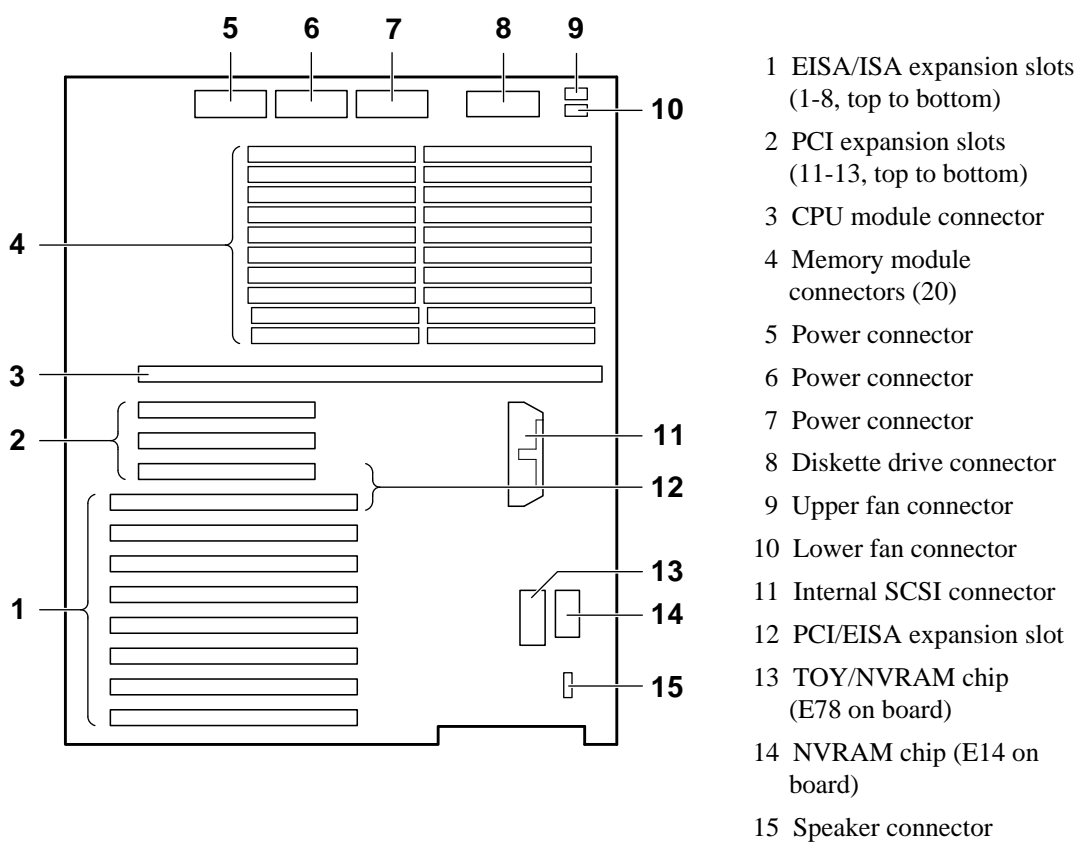 5 6 7 8 9
10
4
3
2
11
12
13
1
14
15
1 EISA/ISA expansion slots
(1-8, top to bottom)
2 PCI expansion slots
(11-13, top to bottom)
3 CPU module connector
4 Memory module
connectors (20)
5 Power connector
6 Power connector
7 Power connector
8 Diskette drive connector
9 Upper fan connector
10 Lower fan connector
11 Internal SCSI connector
12 PCI/EISA expansion slot
13 TOY/NVRAM chip
(E78 on board)
14 NVRAM chip (E14 on
board)
15 Speaker connector